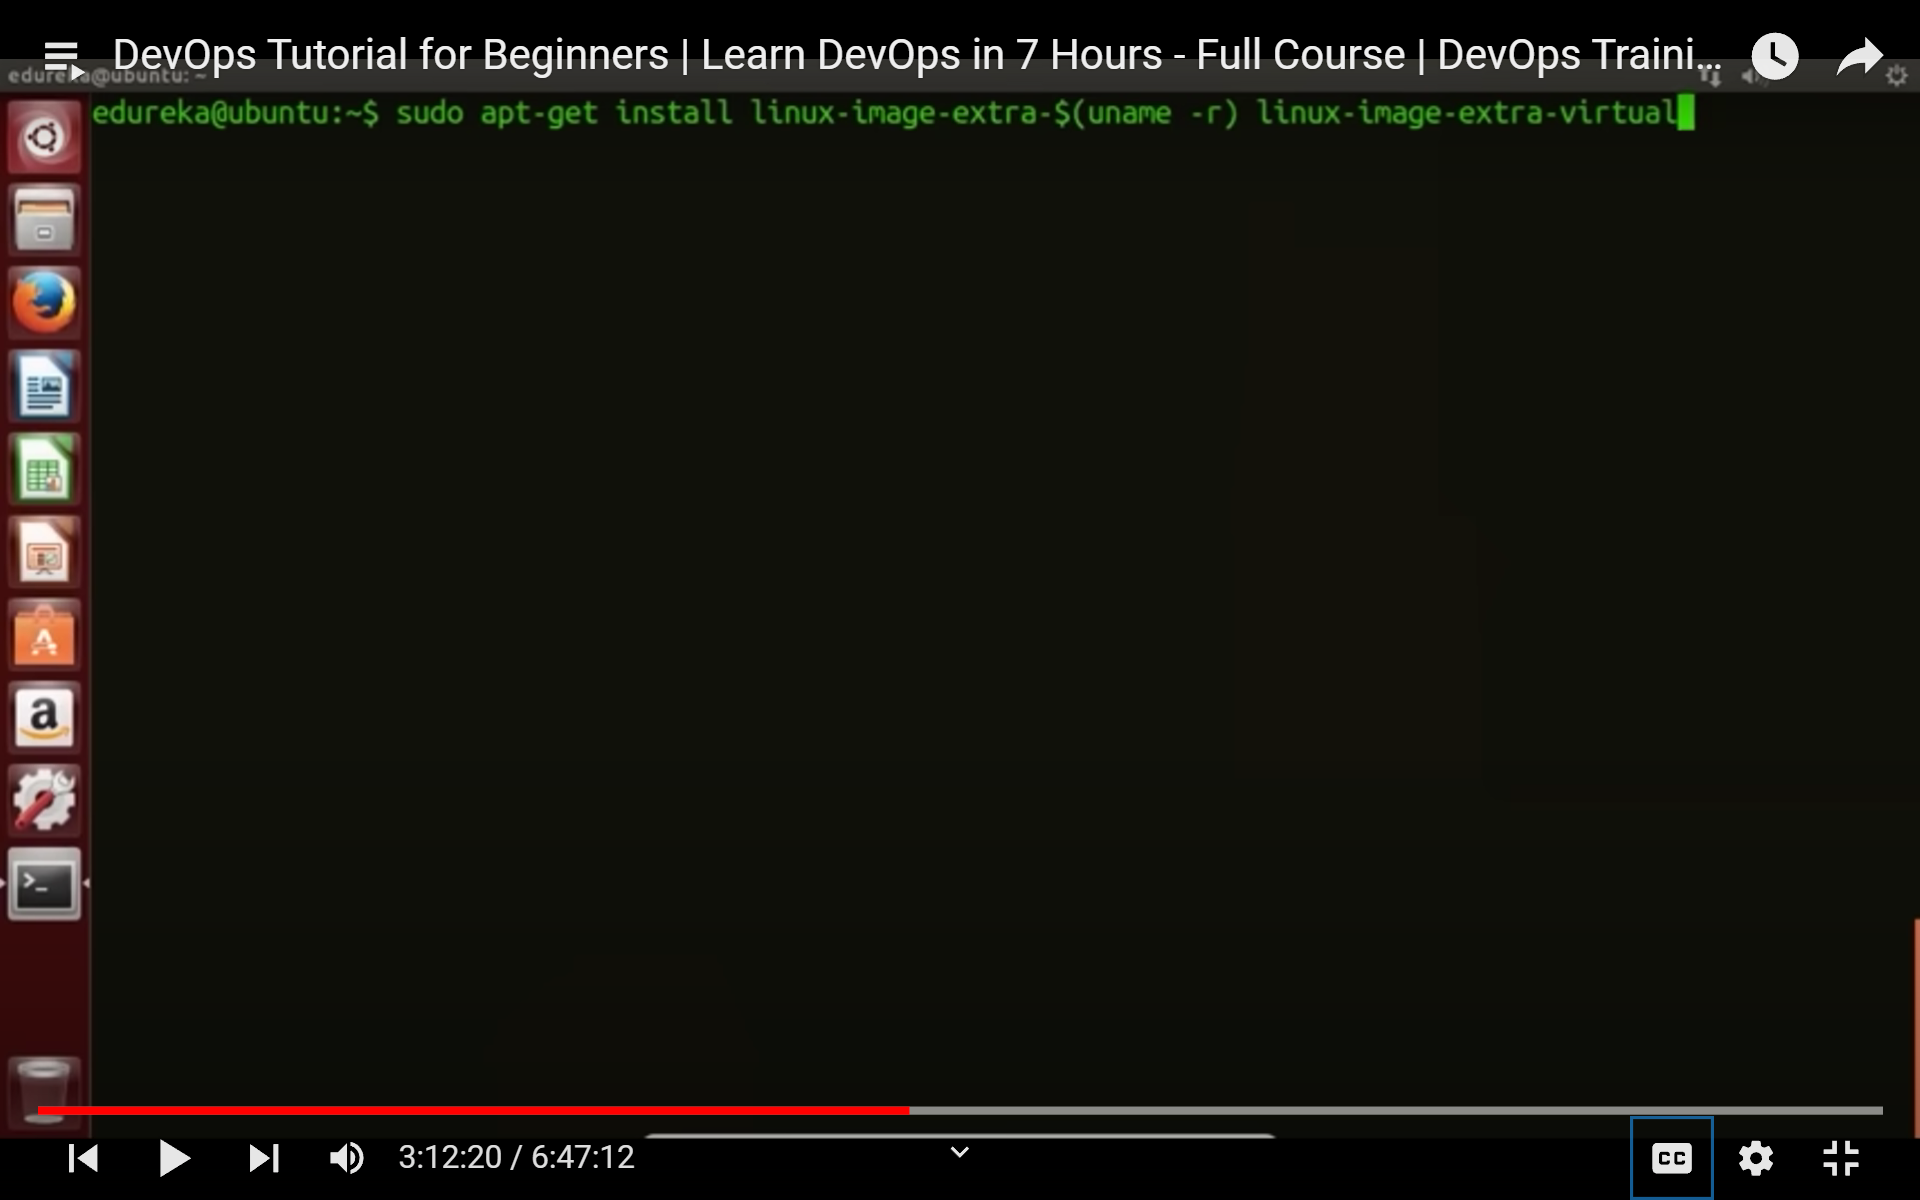 DevOps Tutorial for Beginners | Learn DevOps in 7 Hours - Full Course | DevOps Traini...
edureka@ubuntu: ~
edureka@ubuntu:~$ sudo apt-get install linux-image-extra-$(uname -r) linux-image-extra-virtual
3:12:20 / 6:47:12
CC